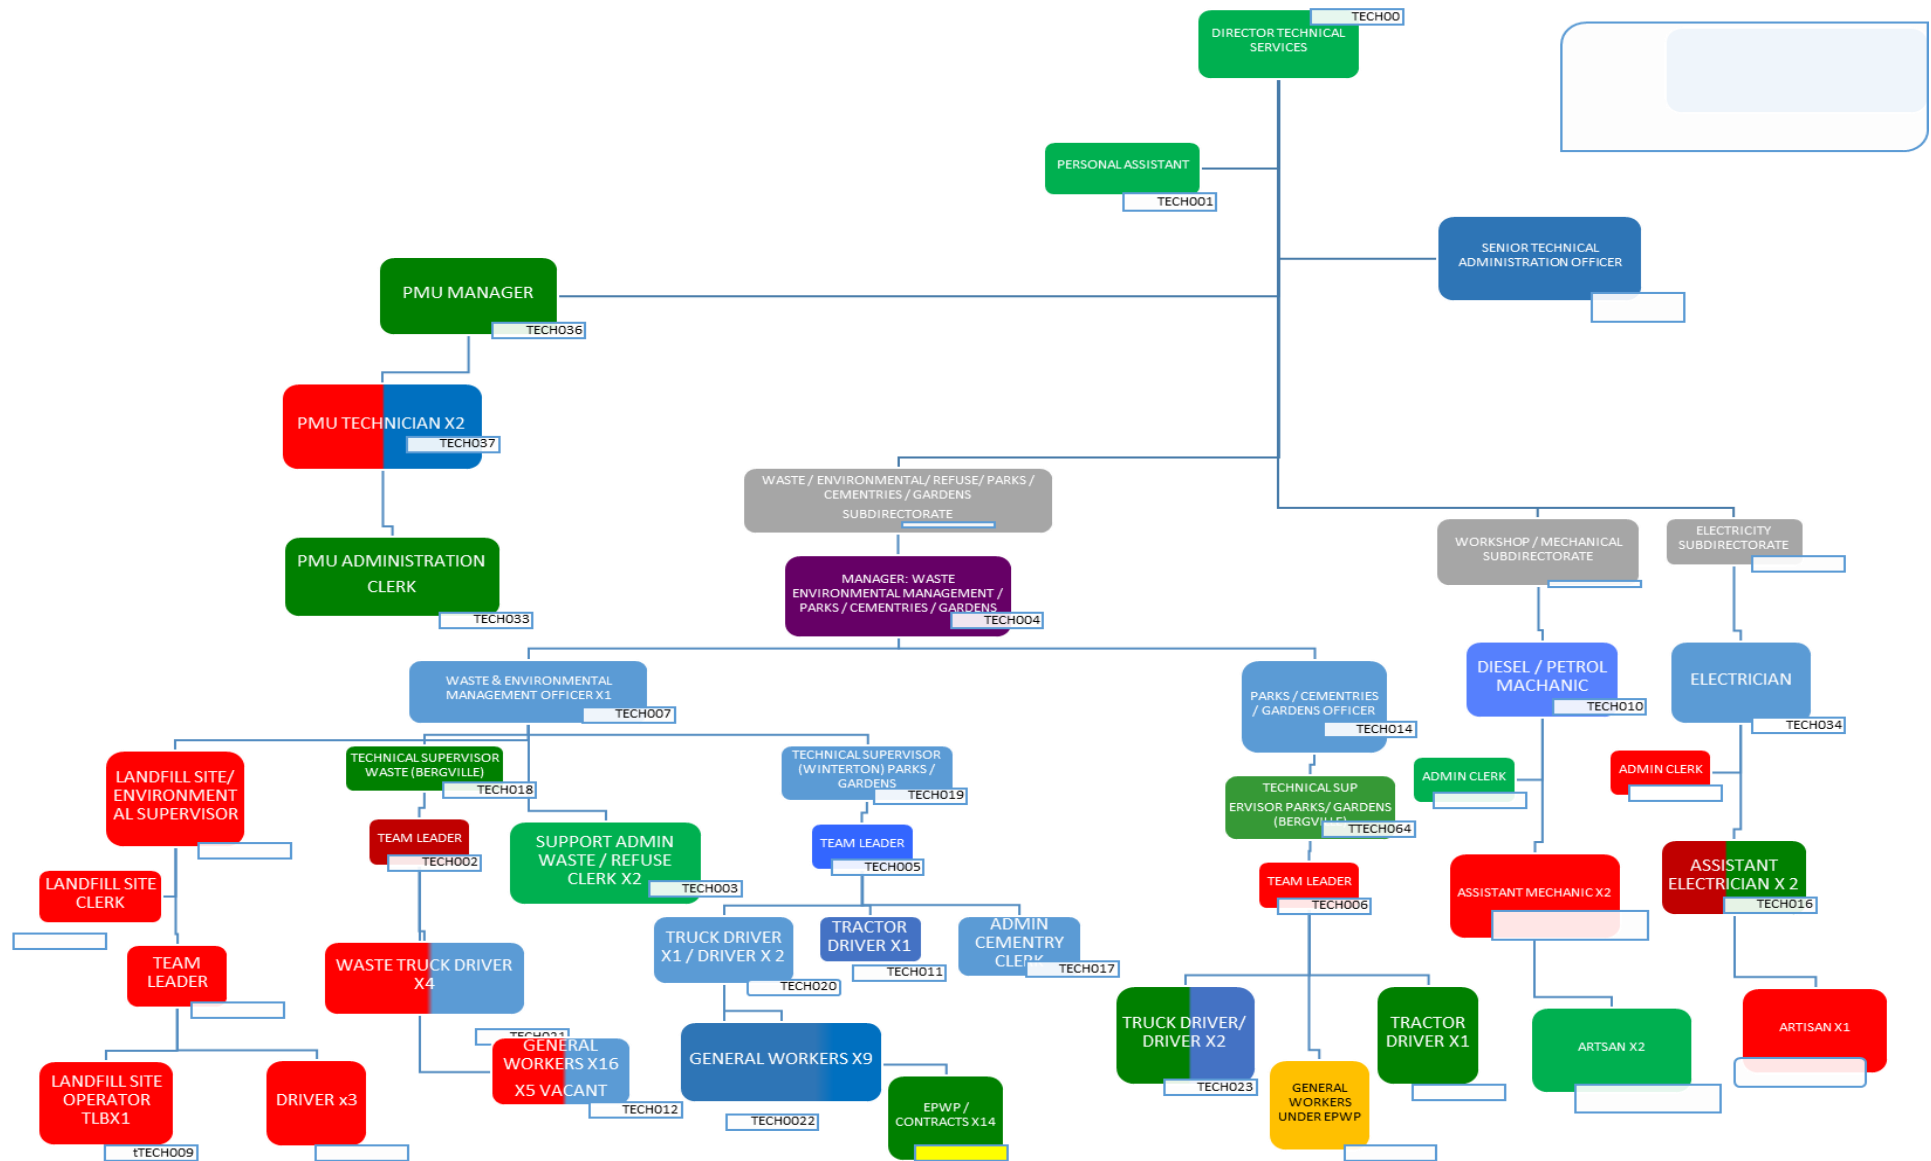 TECH00
DIRECTOR TECHNICAL
SERVICES
PERSONAL ASSISTANT
TECH001
SENIOR TECHNICAL
ADMINISTRATION OFFICER
PMU MANAGER
TECH036
PMU TECHNICIAN X2
TECH037
PMU ADMINISTRATION
CLERK
TECH033
WASTE / ENVIRONMENTAL/ REFUSE/ PARKS /
CEMENTRIES / GARDENS
SUBDIRECTORATE
WORKSHOP / MECHANICAL
SUBDIRECTORATE
ELECTRICITY
SUBDIRECTORATE
MANAGER: WASTE
ENVIRONMENTAL MANAGEMENT /
PARKS / CEMENTRIES / GARDENS
TECH004
WASTE & ENVIRONMENTAL
MANAGEMENT OFFICER X1
TECH007
PARKS / CEMENTRIES
/ GARDENS OFFICER
TECH014
DIESEL / PETROL
MACHANIC
TECH010
ELECTRICIAN
TECH034
LANDFILL SITE/
ENVIRONMENT
AL SUPERVISOR
TECHNICAL SUPERVISOR
WASTE (BERGVILLE)
TECH018
TECHNICAL SUPERVISOR
(WINTERTON) PARKS /
GARDENS
TECH019
TECHNICAL SUP
ERVISOR PARKS/ GARDENS
(BERGVILLE)
TTECH064
ADMIN CLERK
ADMIN CLERK
TEAM LEADER
TECH002
SUPPORT ADMIN
WASTE / REFUSE
CLERK X2
TECH003
TEAM LEADER
TECH005
TEAM LEADER
TECH006
ASSISTANT MECHANIC X2
ASSISTANT
ELECTRICIAN X 2
TECH016
LANDFILL SITE
CLERK
TEAM
LEADER
WASTE TRUCK DRIVER
X4
TECH021
TRUCK DRIVER
X1 / DRIVER X 2
TECH020
TRACTOR
DRIVER X1
TECH011
ADMIN
CEMENTRY
CLERK
TECH017
TRUCK DRIVER/
DRIVER X2
TECH023
TRACTOR
DRIVER X1
ARTSAN X2
ARTISAN X1
LANDFILL SITE
OPERATOR
TLBX1
tTECH009
DRIVER x3
GENERAL
WORKERS X16
X5 VACANT
TECH012
GENERAL WORKERS X9
TECH0022
EPWP /
CONTRACTS X14
GENERAL
WORKERS
UNDER EPWP